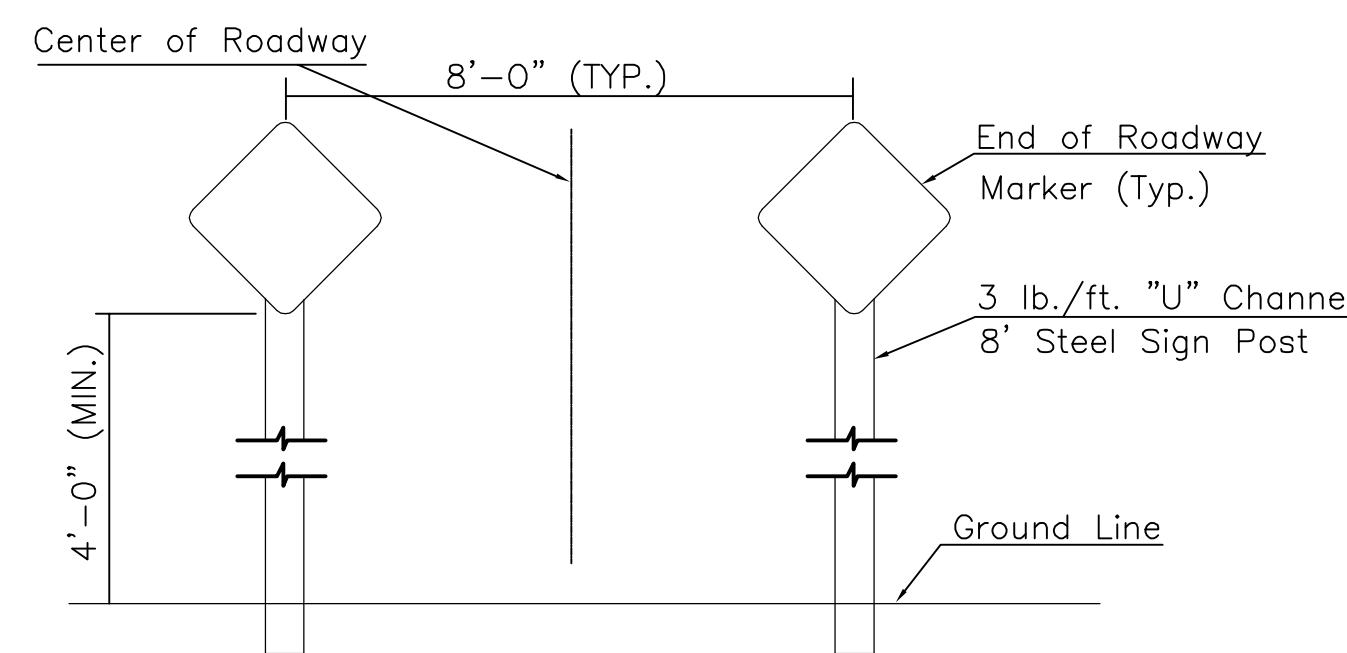 Center of Roadway
8'-0" (TYP.)
End of Roadway
Marker (Typ.)
3 lb./ft. "U" Channe
8' Steel Sign Post
4'-0" (MIN.)
Ground Line